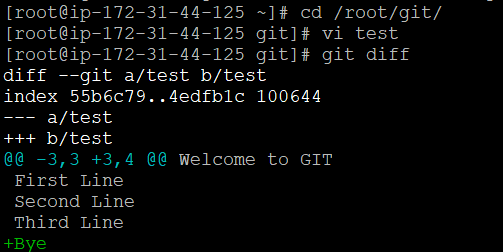 [root@ip-172-31-44-125 ~]# cd /root/git/
[root@ip-172-31-44-125 git]# vi test
[root@ip-172-31-44-125 git]# git diff
diff --git a/test b/test
index 55b6c79..4edfb1c 100644
--- a/test
+++ b/test
@@ -3,3 +3,4 @@ Welcome to GIT
 First Line
 Second Line
 Third Line
+Bye